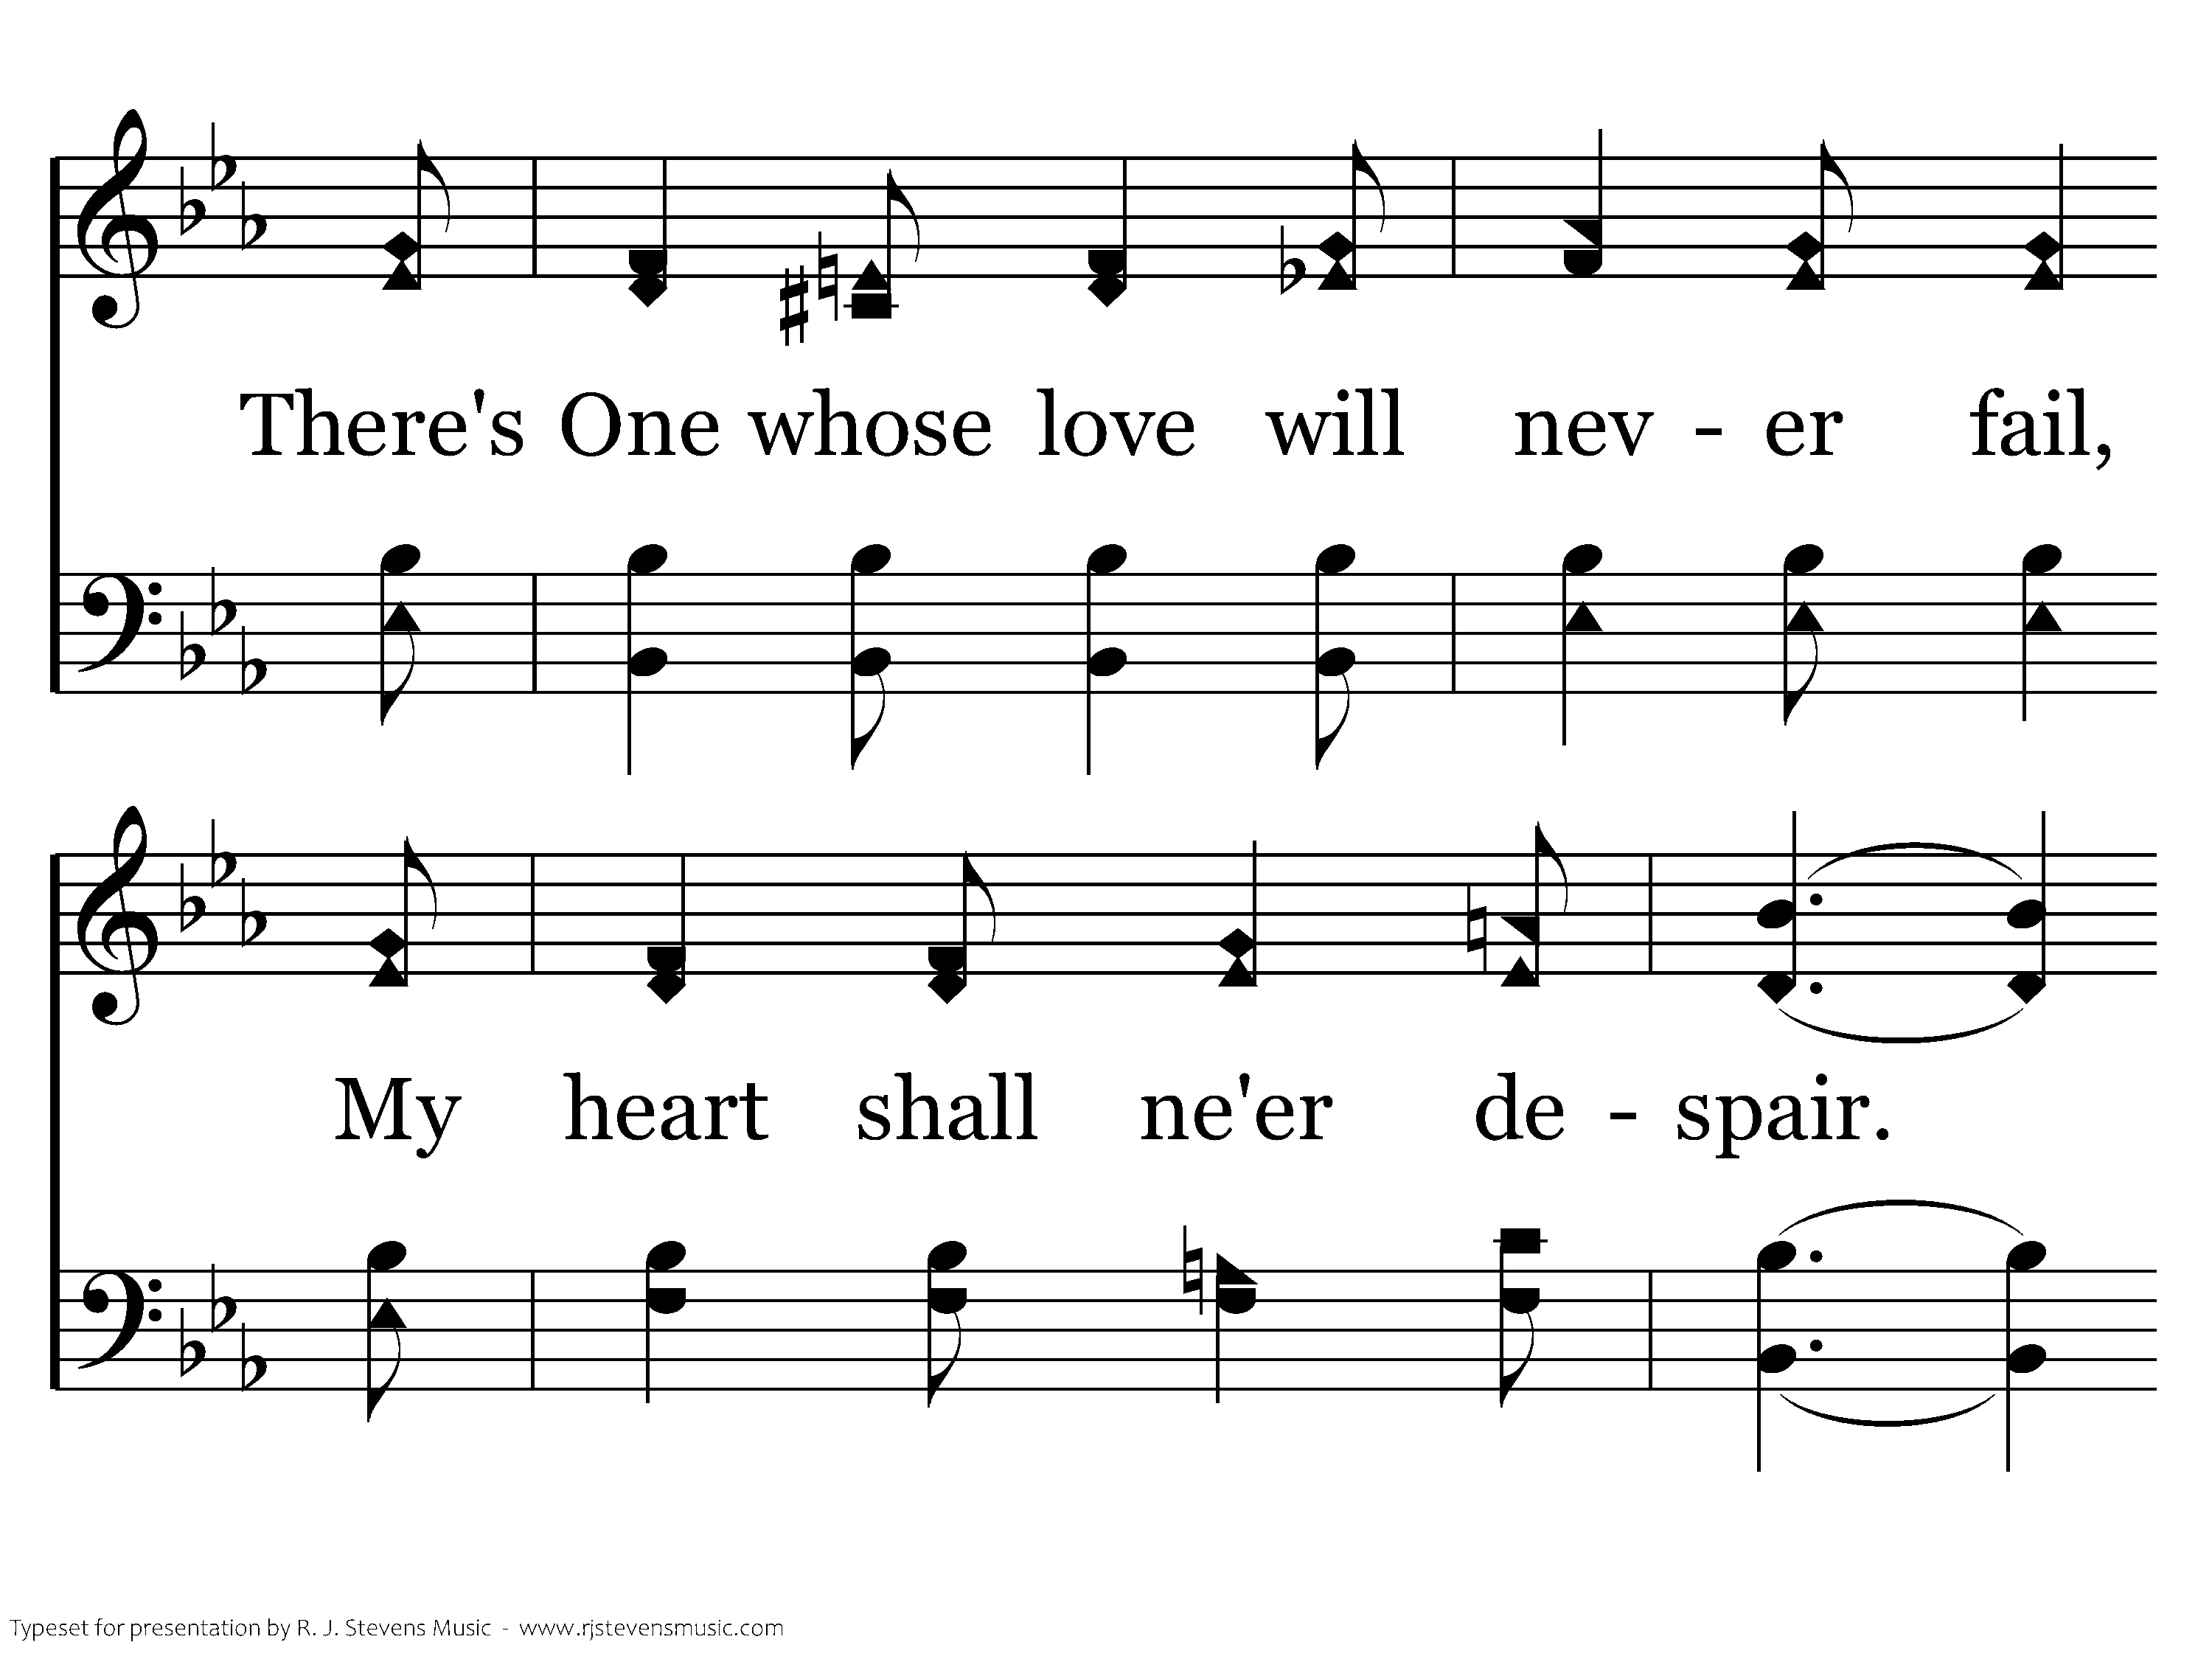 There's One whose love will nev - er fail,
My heart shall ne'er de - spair.
Typeset for presentation by R. J. Stevens Music - www.rjstevensmusic.com